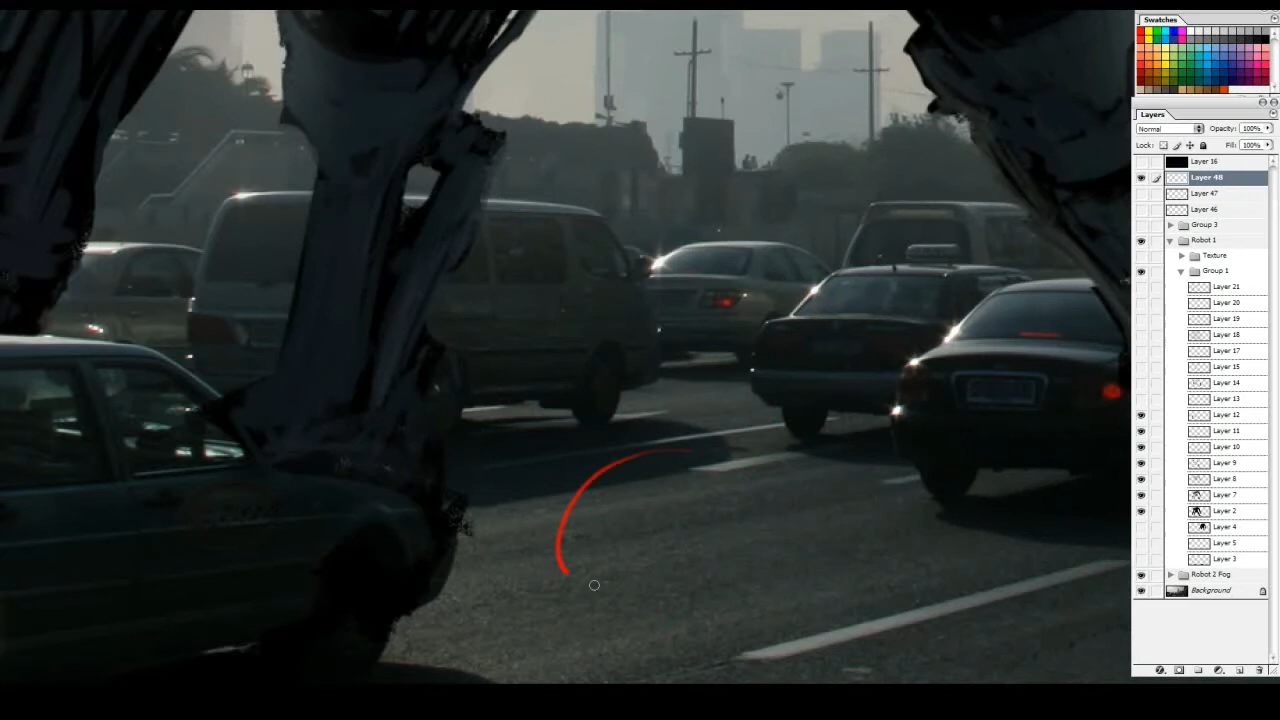 Swatches
Layers
Normal Opacity: 100%
Lock: Fill: 100%
Layer 16
Layer 48
Layer 47
Layer 46
Group 3
Robot 1
Texture
Group 1
Layer 21
Layer 20
Layer 19
Layer 18
Layer 17
Layer 15
Layer 14
Layer 13
Layer 12
Layer 11
Layer 10
Layer 9
Layer 8
Layer 7
Layer 2
Layer 4
Layer 5
Layer 3
Robot 2 Fog
Background